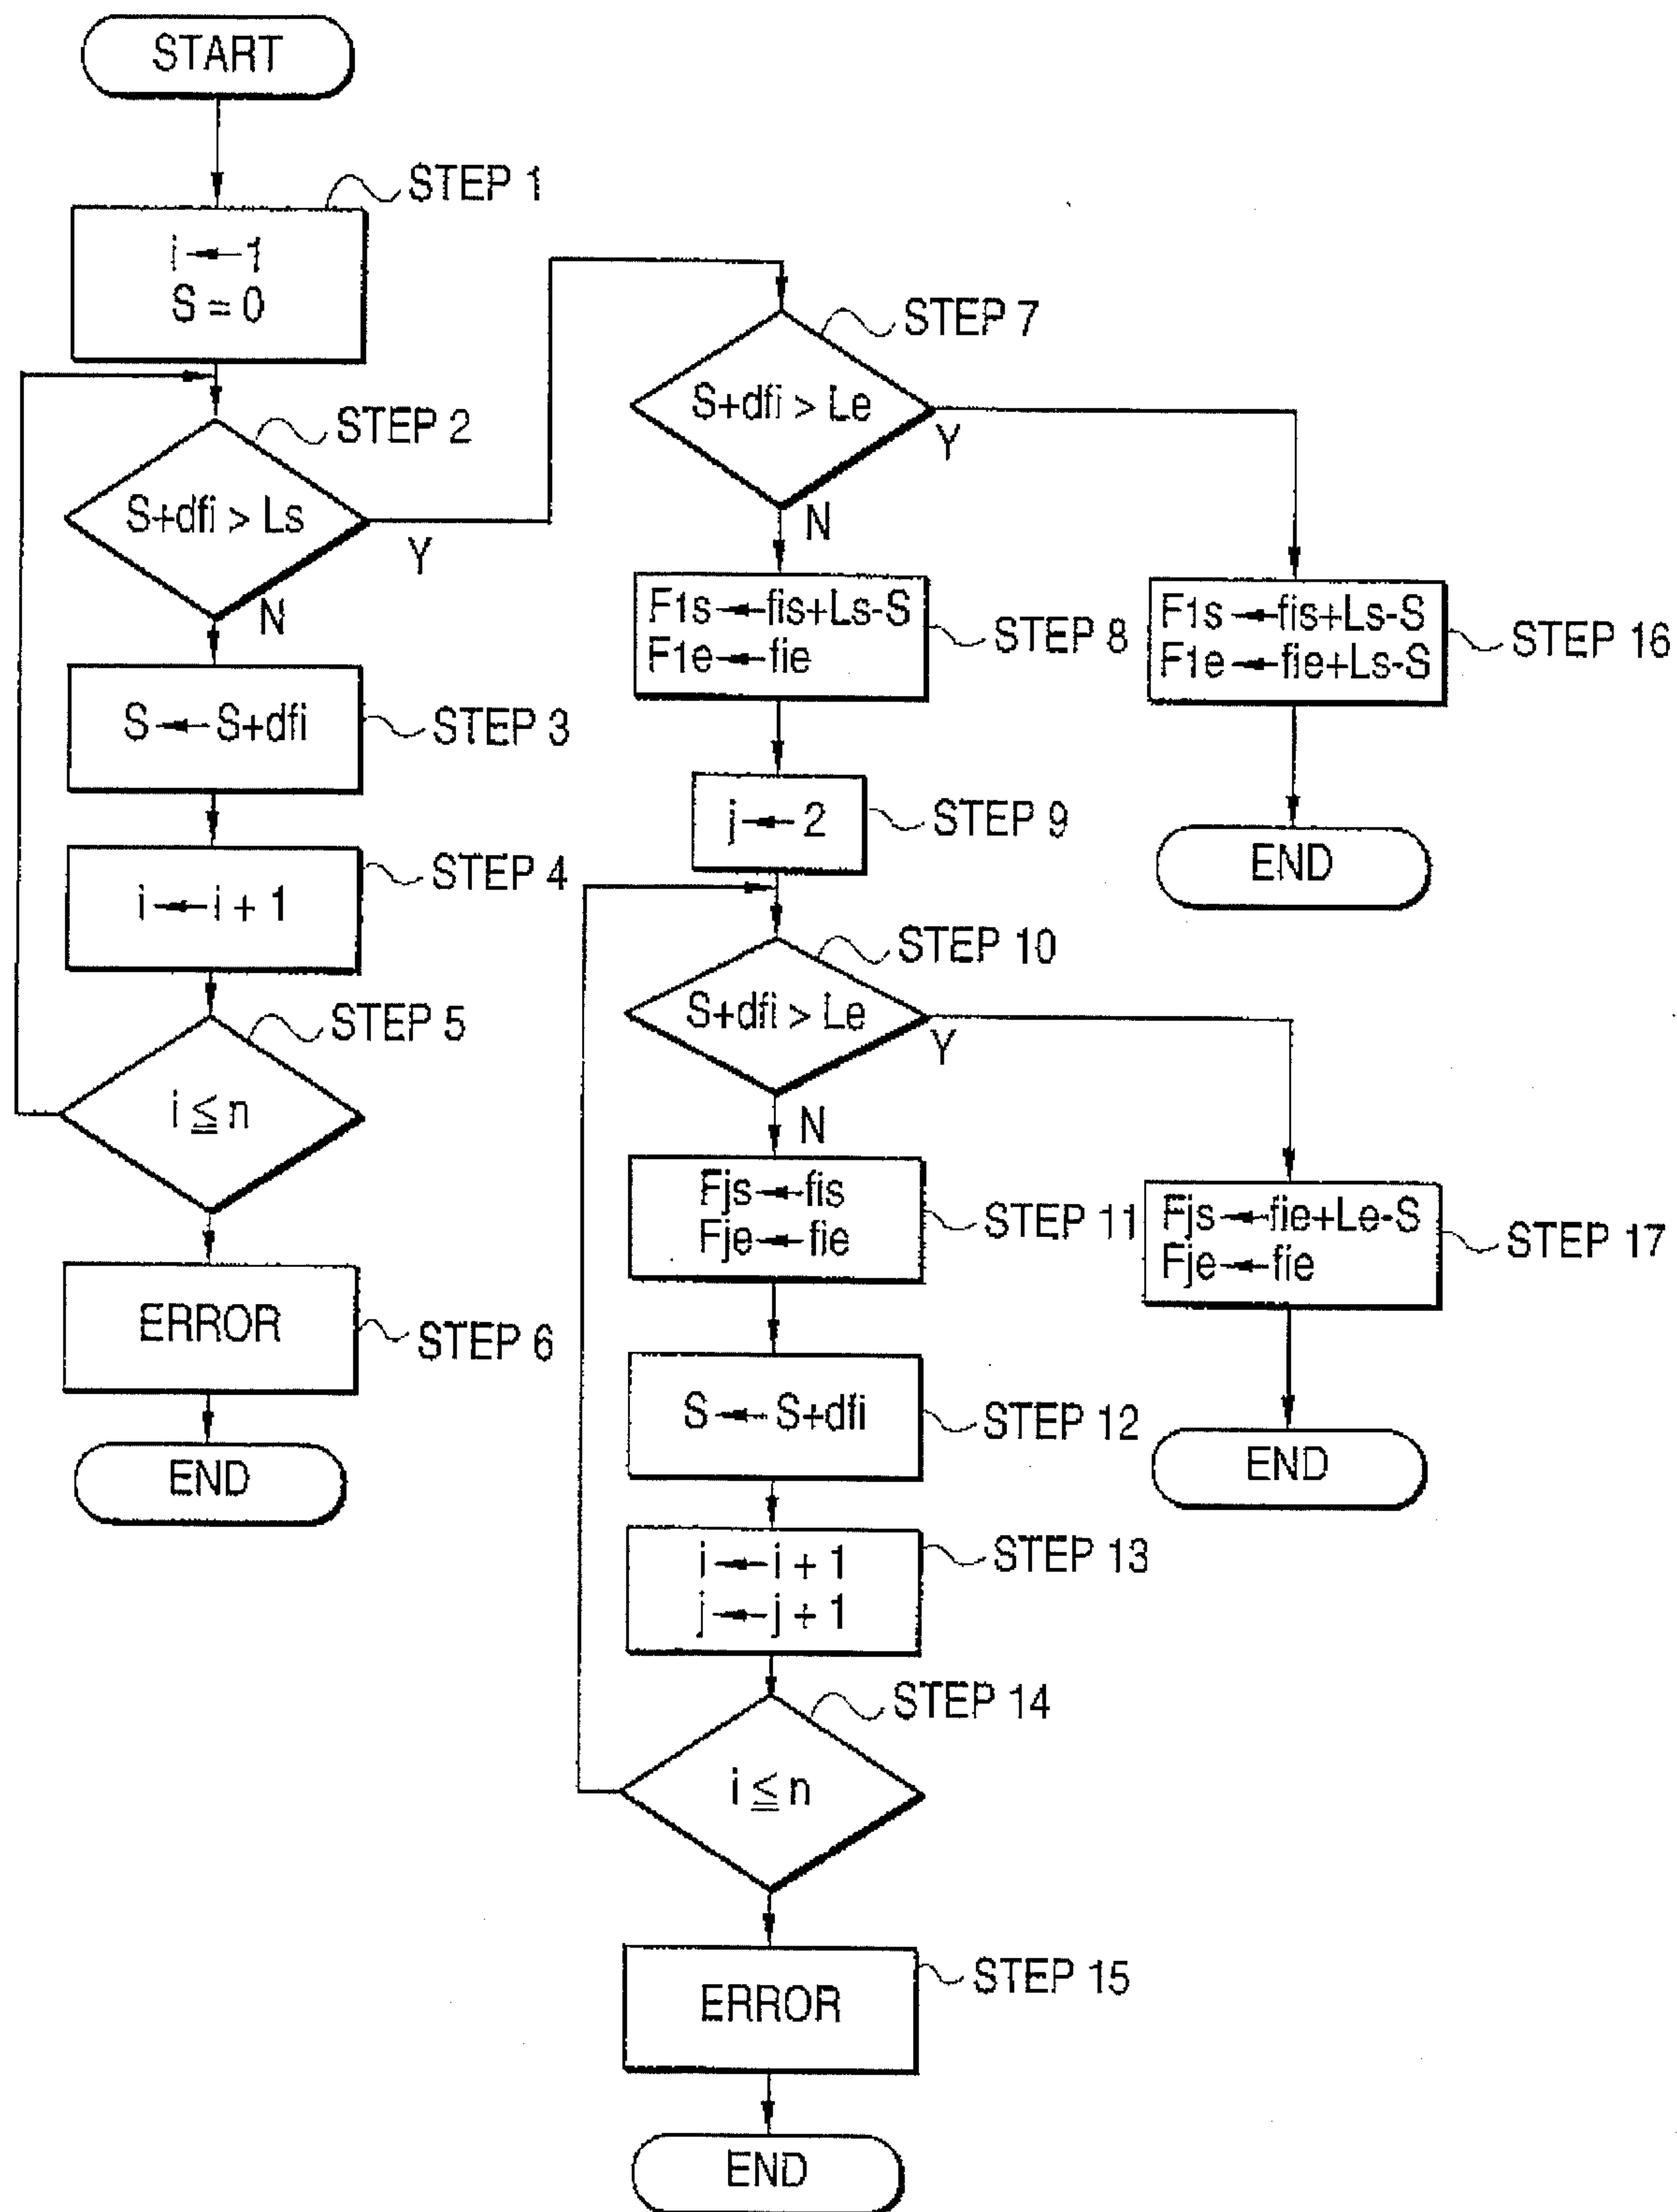 START
STEP 1
i ← 1
S = 0
STEP 2
S+dfi > Ls
Y
N
S ← S+dfi
STEP 3
i ← i + 1
STEP 4
STEP 5
i ≦ n
ERROR
STEP 6
END
STEP 7
S+dfi > Le
Y
N
F1s ← fis+Ls-S
F1e ← fie
STEP 8
j ← 2
STEP 9
STEP 10
S+dfi > Le
Y
N
Fjs ← fis
Fje ← fie
STEP 11
S ← S+dfi
STEP 12
i ← i + 1
j ← j + 1
STEP 13
STEP 14
i ≦ n
ERROR
STEP 15
END
F1s ← fis+Ls-S
F1e ← fie+Ls-S
STEP 16
END
Fjs ← fie+Le-S
Fje ← fie
STEP 17
END